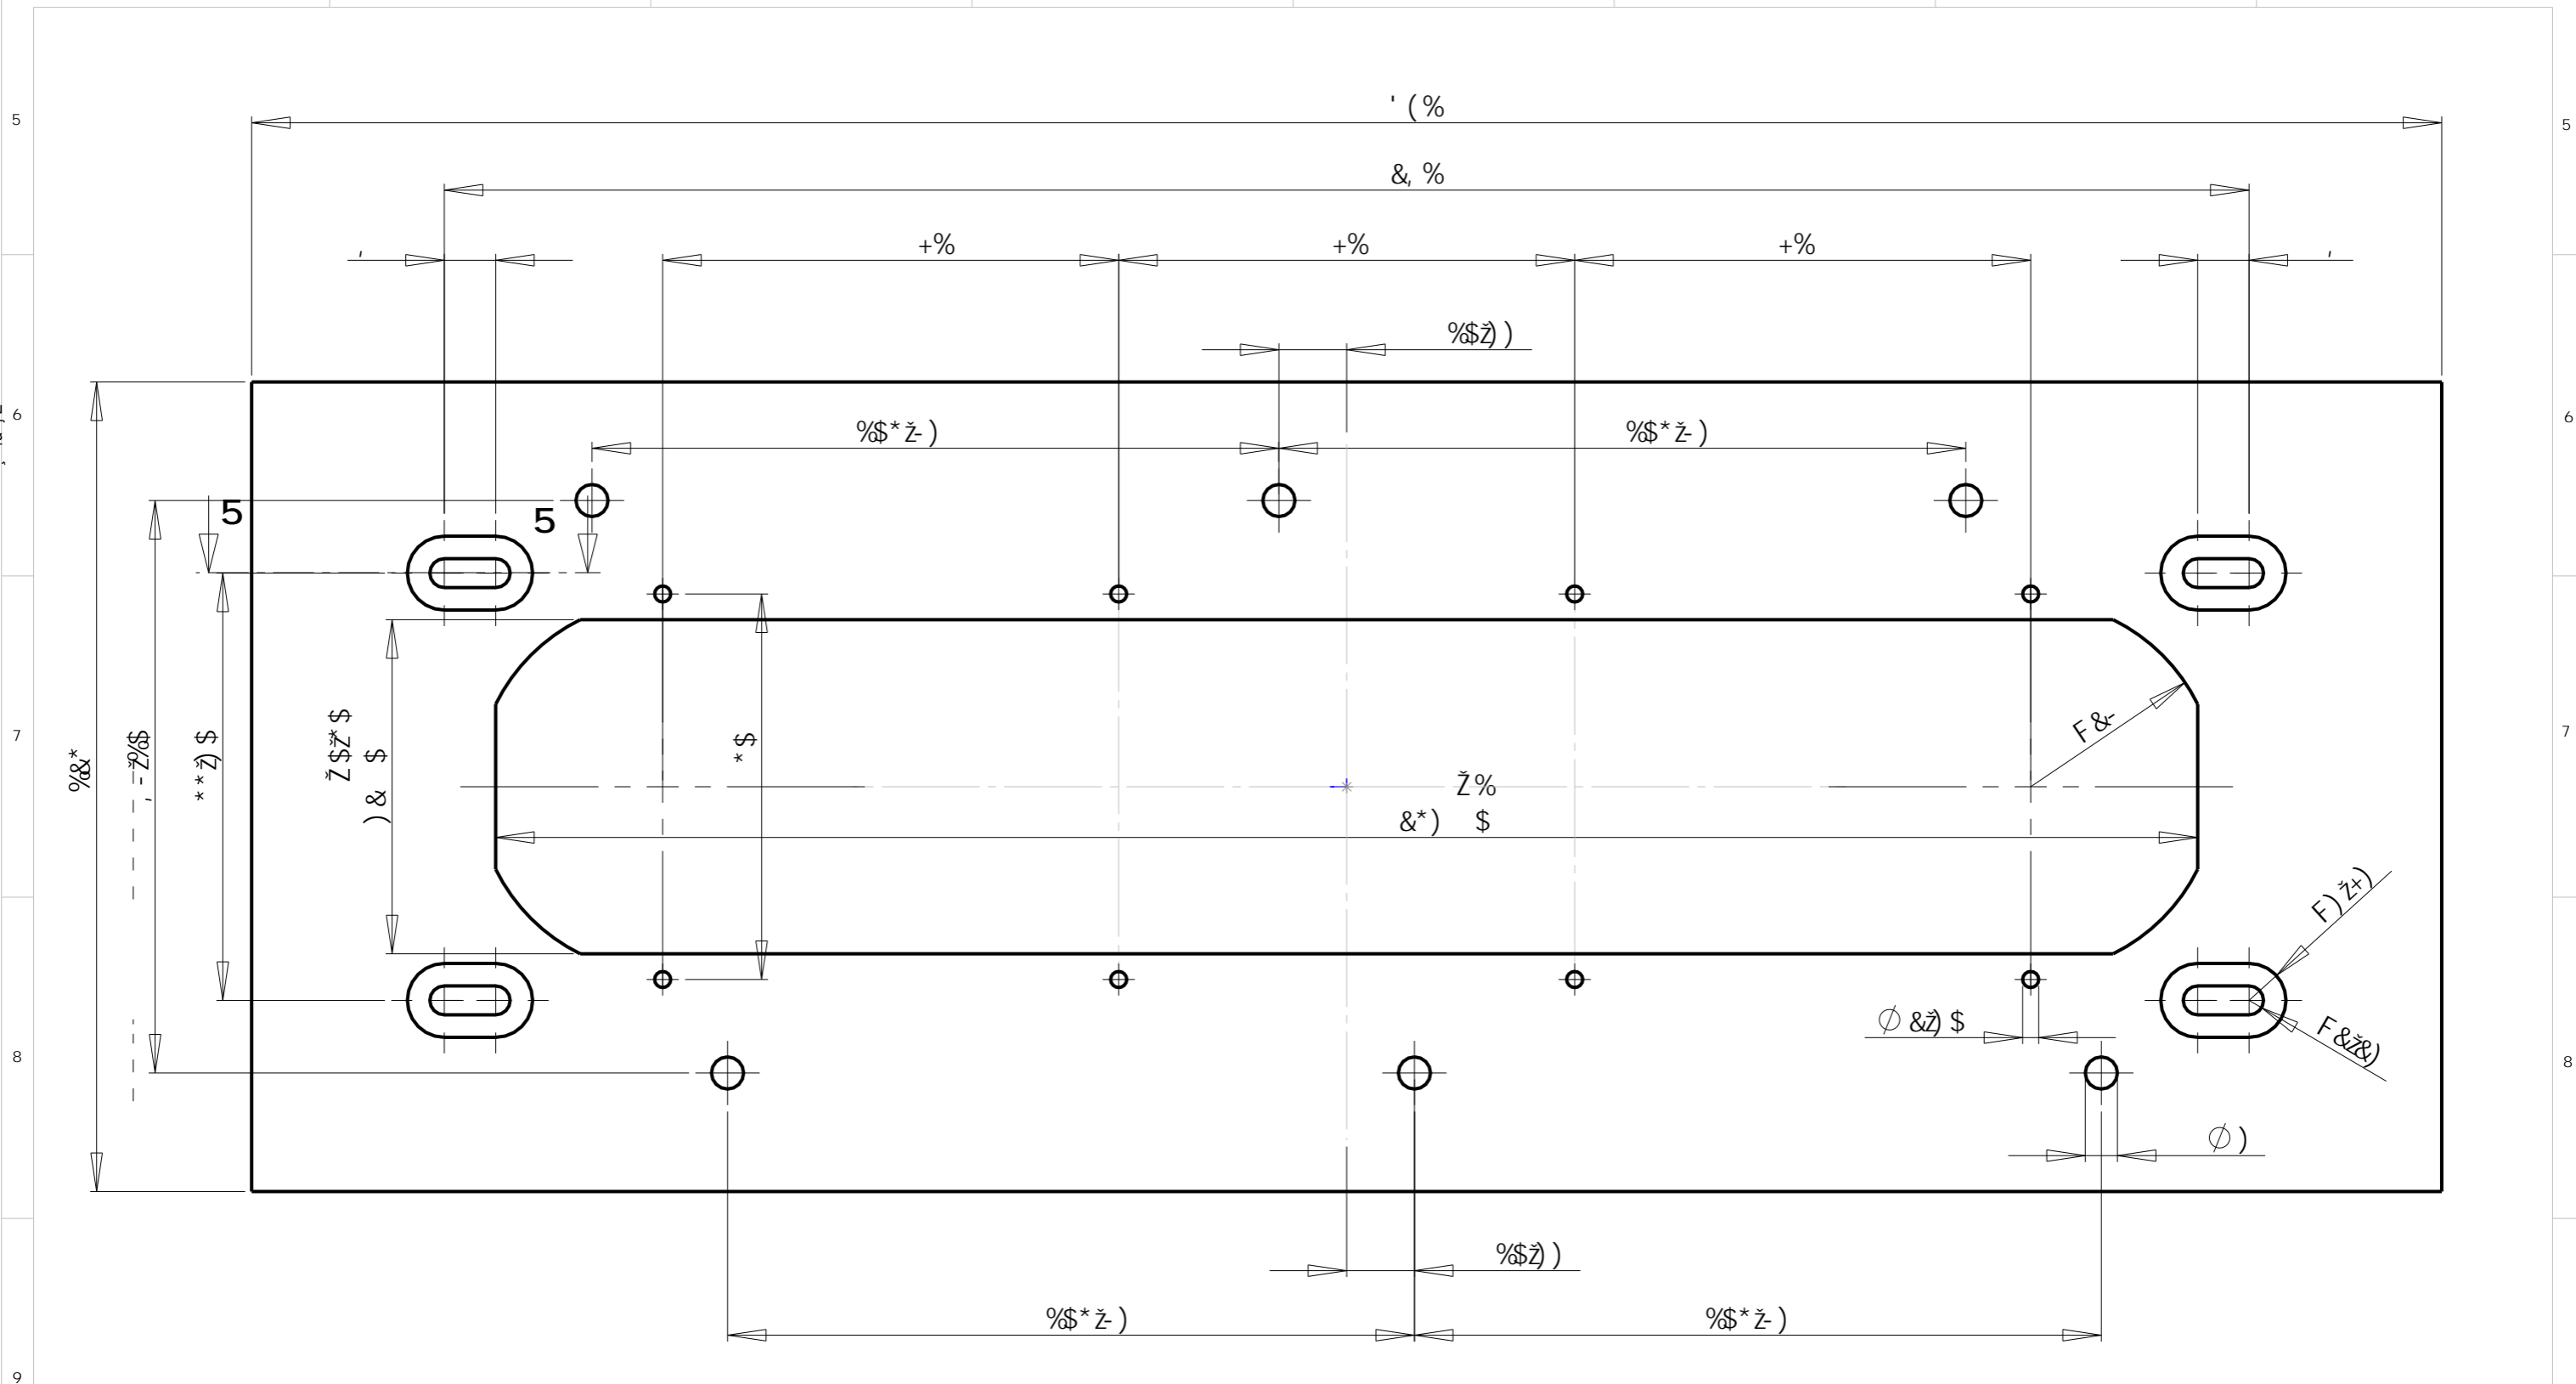 ' ( %
&, %
5
5
' +% +% +% '
%$ž) )
6
6
%$* ž- ) %$* ž- )
5 5
%&*
, - ž%$
* * ž) $
Ž $ž*$
) & $
* $
7
7
F &-
Ž %
&*) $
F ) ž+)
F &ž&)
∅ &ž) $
8
8
∅ )
%$ž) )
%$* ž- ) %$* ž- )
9